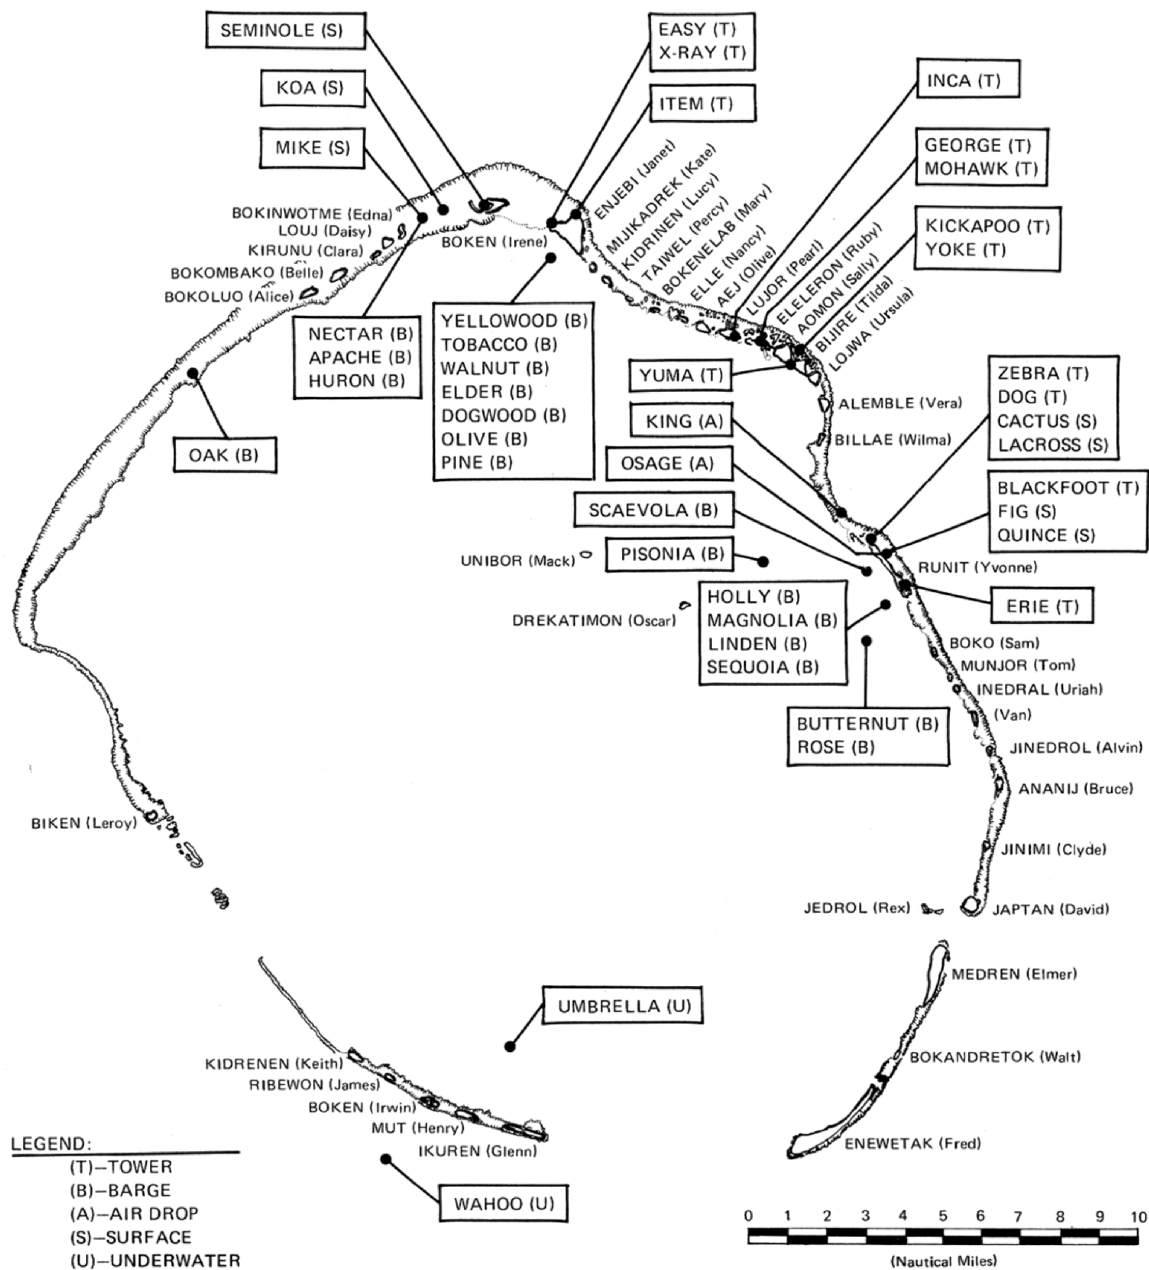 SEMINOLE (S)
KOA (S)
MIKE (S)
EASY (T)
X-RAY (T)
ITEM (T)
INCA (T)
GEORGE (T)
MOHAWK (T)
KICKAPOO (T)
YOKE (T)
BOKINWOTME (Edna)
LOUJ (Daisy)
KIRUNU (Clara)
BOKOMBAKO (Belle)
BOKOLUO (Alice)
BOKEN (Irene)
ENJEBI (Janet)
MIJIKADREK (Kate)
KIDRINEN (Lucy)
TAIWEL (Percy)
BOKENELAB (Mary)
ELLE (Nancy)
AEJ (Olive)
LUJOR (Pearl)
ELELERON (Ruby)
AOMON (Sally)
BIJIRE (Tilda)
LOJWA (Ursula)
NECTAR (B)
APACHE (B)
HURON (B)
YELLOWOOD (B)
TOBACCO (B)
WALNUT (B)
ELDER (B)
DOGWOOD (B)
OLIVE (B)
PINE (B)
OAK (B)
YUMA (T)
KING (A)
OSAGE (A)
SCAEVOLA (B)
PISONIA (B)
ALEMBLE (Vera)
BILLAE (Wilma)
ZEBRA (T)
DOG (T)
CACTUS (S)
LACROSS (S)
BLACKFOOT (T)
FIG (S)
QUINCE (S)
UNIBOR (Mack)
RUNIT (Yvonne)
DREKATIMON (Oscar)
HOLLY (B)
MAGNOLIA (B)
LINDEN (B)
SEQUOIA (B)
ERIE (T)
BOKO (Sam)
MUNJOR (Tom)
INEDRAL (Uriah)
(Van)
BUTTERNUT (B)
ROSE (B)
JINEDROL (Alvin)
ANANIJ (Bruce)
BIKEN (Leroy)
JINIMI (Clyde)
JEDROL (Rex)
JAPTAN (David)
MEDREN (Elmer)
UMBRELLA (U)
BOKANDRETOK (Walt)
KIDRENEN (Keith)
RIBEWON (James)
BOKEN (Irwin)
MUT (Henry)
IKUREN (Glenn)
ENEWETAK (Fred)
WAHOO (U)
LEGEND:
(T)–TOWER
(B)–BARGE
(A)–AIR DROP
(S)–SURFACE
(U)–UNDERWATER
0 1 2 3 4 5 6 7 8 9 10
(Nautical Miles)